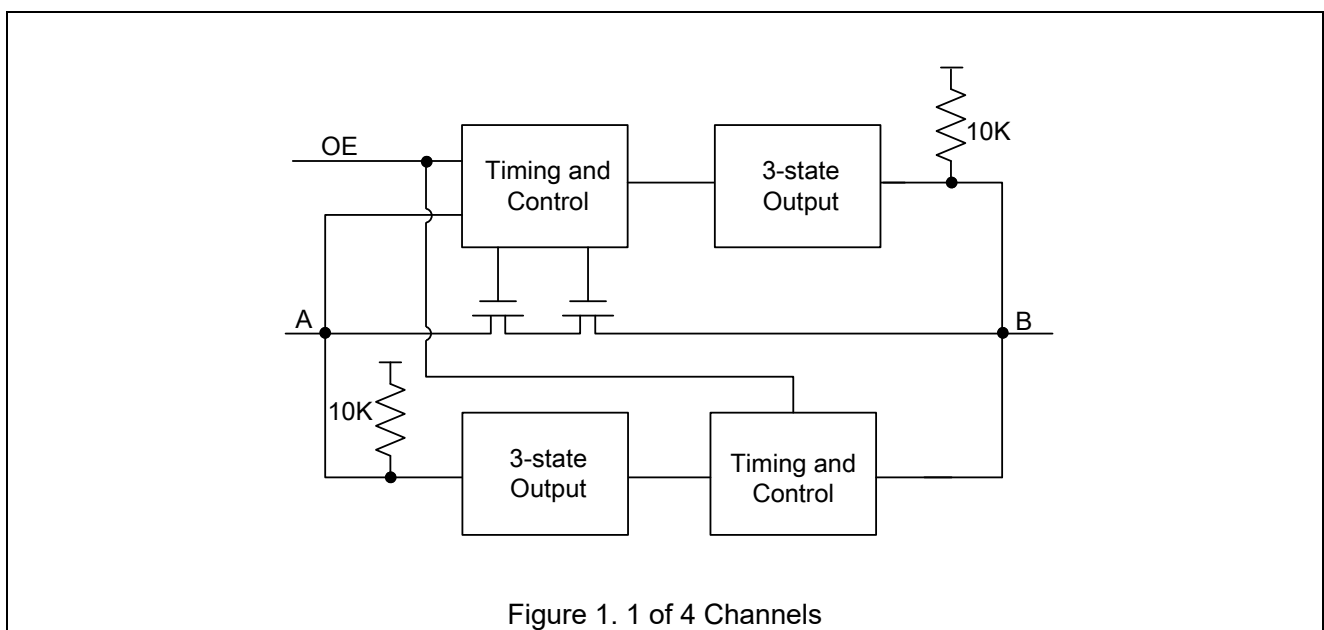 10K
OE
Timing and
Control
3-state
Output
A
B
10K
3-state
Output
Timing and
Control
Figure 1. 1 of 4 Channels